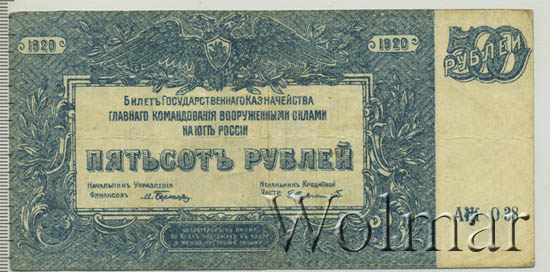 1920
1920
500
РУБЛЕЙ
БИЛЕТЪ ГОСУДАРСТВЕННАГО КАЗНАЧЕЙСТВА
ГЛАВНАГО КОМАНДОВАНІЯ ВООРУЖЕННЫМИ СИЛАМИ
НА ЮГѢ РОССІИ
ПЯТЬСОТЪ РУБЛЕЙ
НАЧАЛЬНИКЪ УПРАВЛЕНІЯ
ФИНАНСОВЪ
НАЧАЛЬНИКЪ КРЕДИТНОЙ
ЧАСТИ
Wolmar